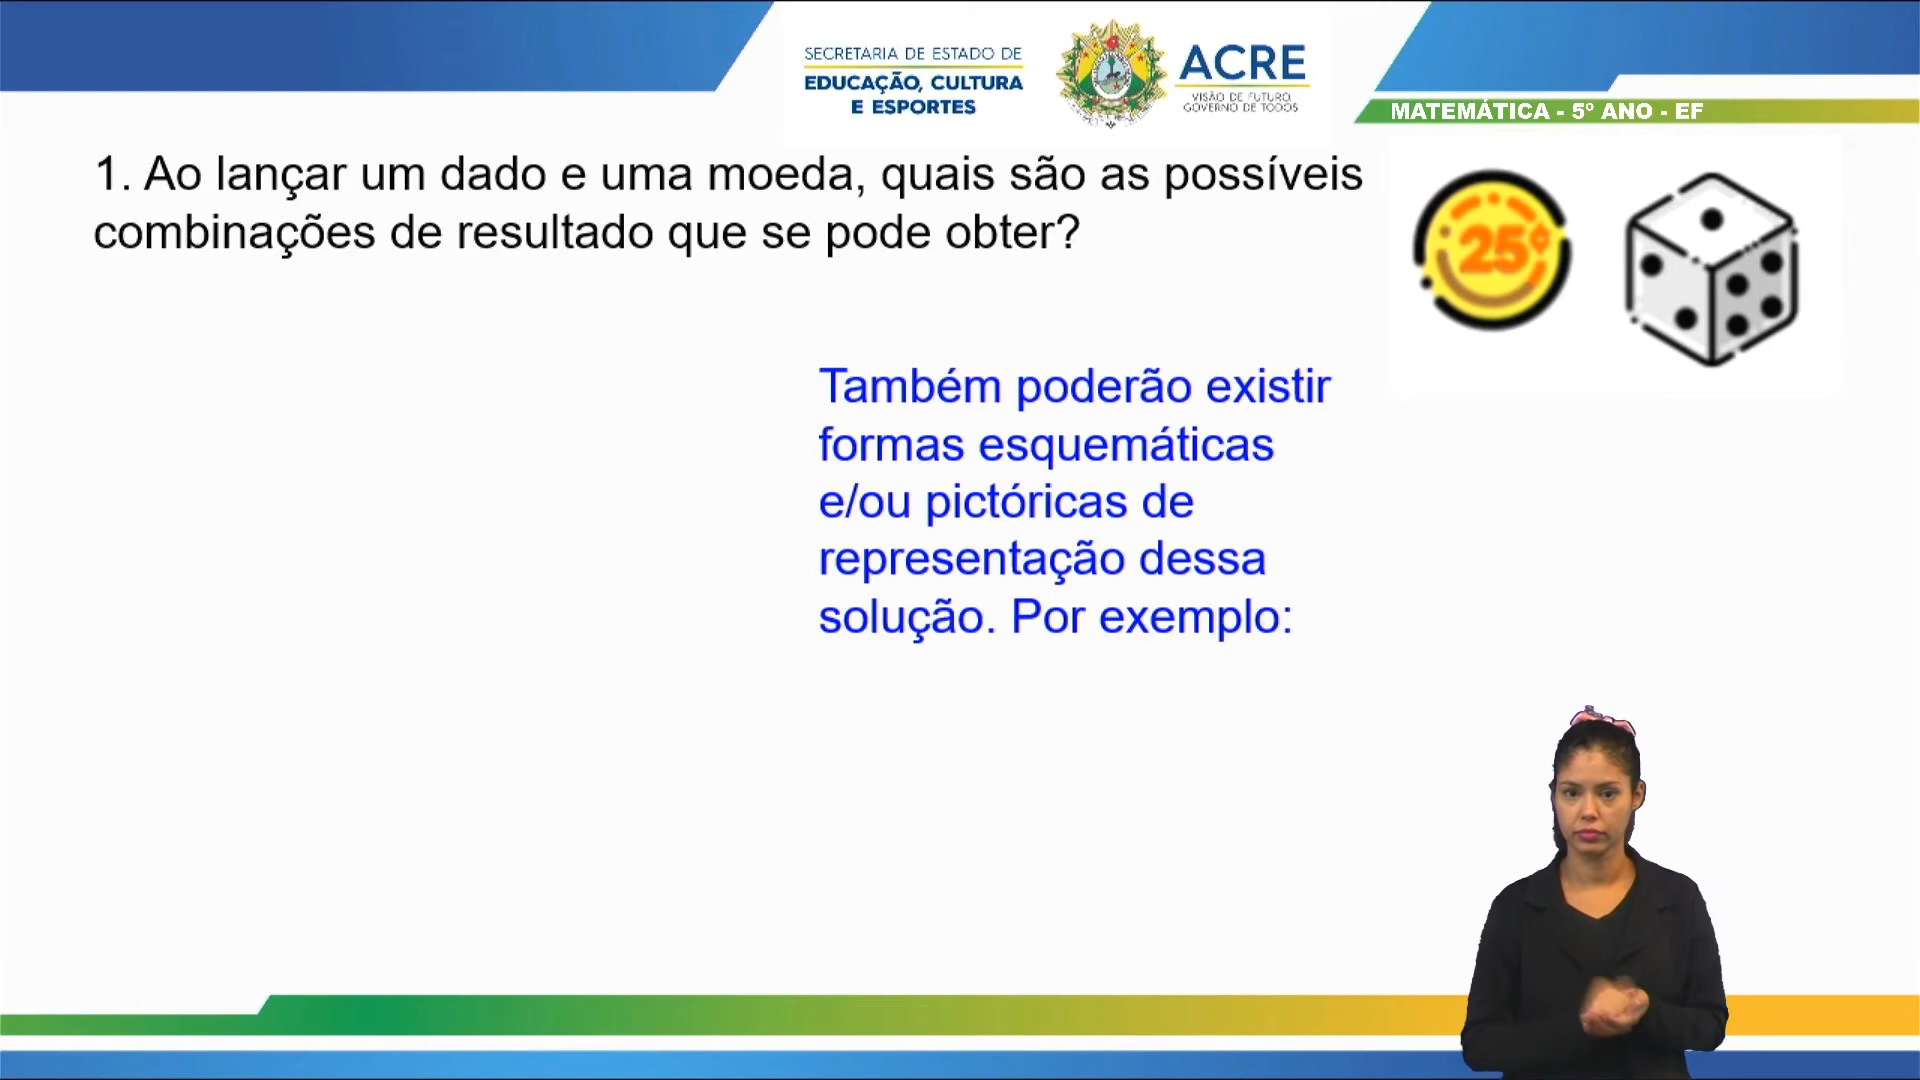 SECRETARIA DE ESTADO DE
EDUCAÇÃO, CULTURA
E ESPORTES
ACRE
VISÃO DE FUTURO,
GOVERNO DE TODOS
MATEMÁTICA - 5º ANO - EF
1. Ao lançar um dado e uma moeda, quais são as possíveis
combinações de resultado que se pode obter?
25¢
Também poderão existir
formas esquemáticas
e/ou pictóricas de
representação dessa
solução. Por exemplo: